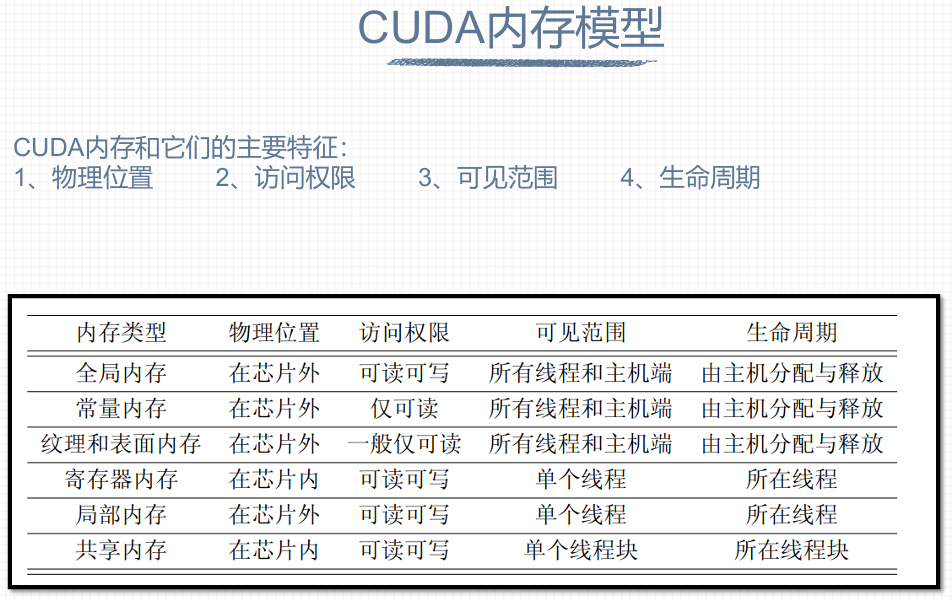 CUDA内存模型
CUDA内存和它们的主要特征：
1、物理位置 2、访问权限 3、可见范围 4、生命周期
内存类型 物理位置 访问权限 可见范围 生命周期
全局内存 在芯片外 可读可写 所有线程和主机端 由主机分配与释放
常量内存 在芯片外 仅可读 所有线程和主机端 由主机分配与释放
纹理和表面内存 在芯片外 一般仅可读 所有线程和主机端 由主机分配与释放
寄存器内存 在芯片内 可读可写 单个线程 所在线程
局部内存 在芯片外 可读可写 单个线程 所在线程
共享内存 在芯片内 可读可写 单个线程块 所在线程块